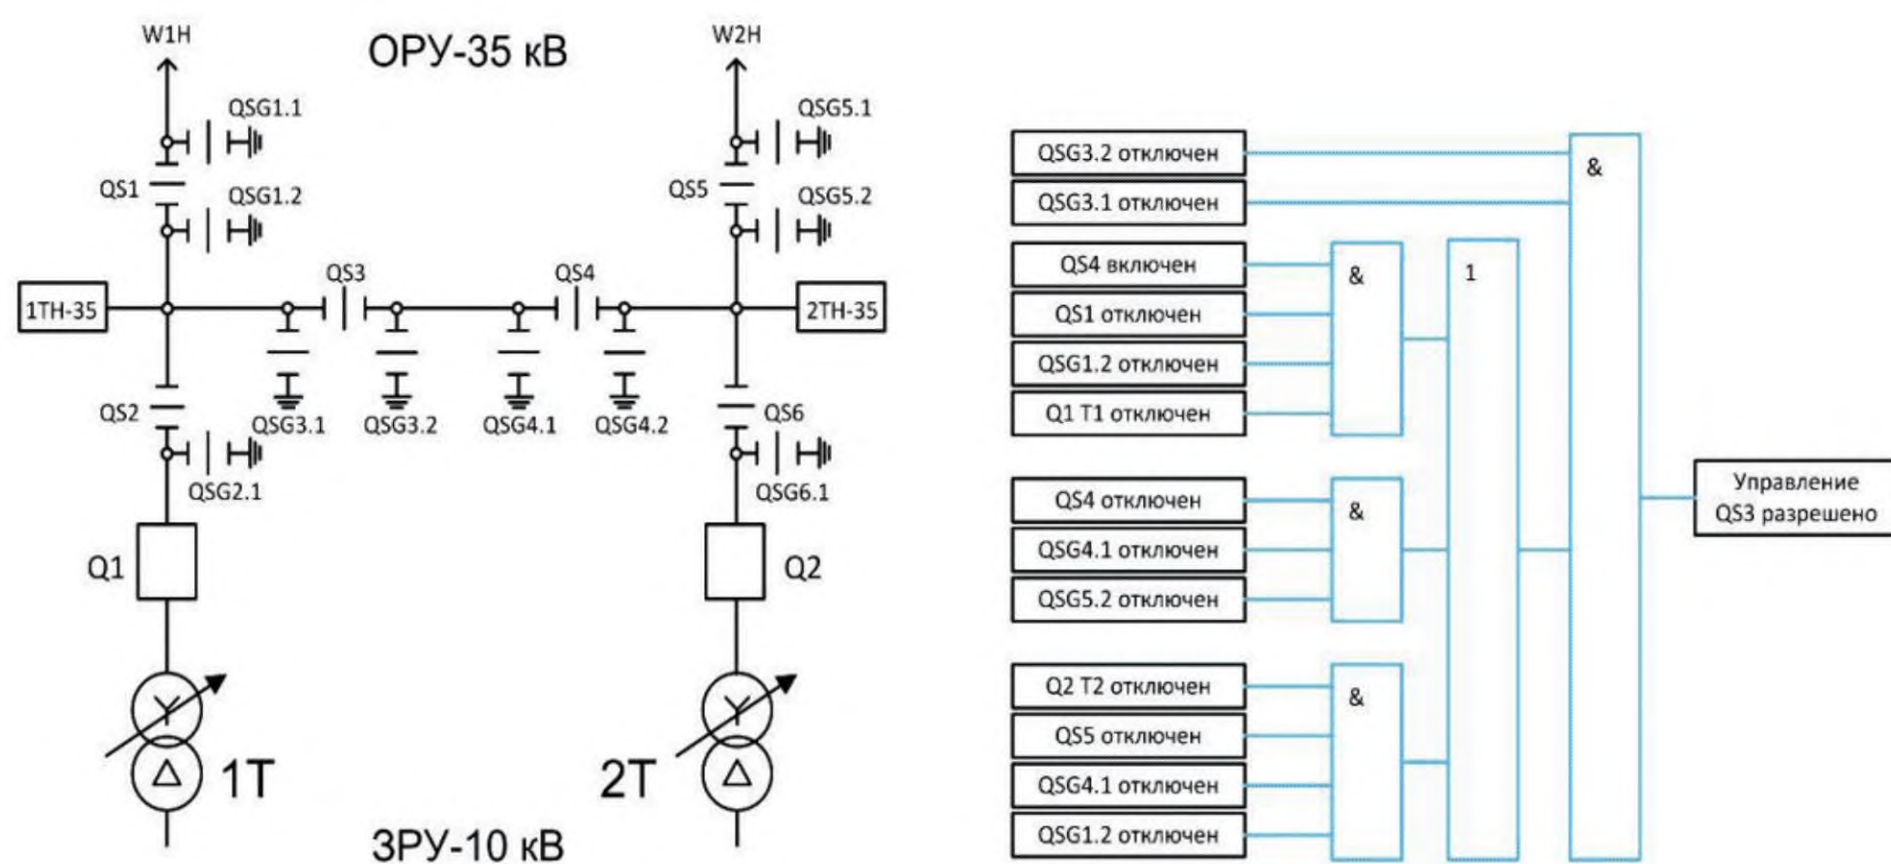 W1H
ОРУ-35 кВ
W2H
QSG1.1
QSG5.1
QS1
QSG1.2
QS5
QSG5.2
1ТН-35
QS3
QS4
2ТН-35
QS2
QSG3.1
QSG3.2
QSG4.1
QSG4.2
QS6
QSG2.1
QSG6.1
Q1
Q2
Y
Y
Δ
1Т
2Т
Δ
ЗРУ-10 кВ
QSG3.2 отключен
&
QSG3.1 отключен
QS4 включен
&
1
QS1 отключен
QSG1.2 отключен
Q1 T1 отключен
QS4 отключен
&
QSG4.1 отключен
QSG5.2 отключен
Управление
QS3 разрешено
Q2 T2 отключен
&
QS5 отключен
QSG4.1 отключен
QSG1.2 отключен